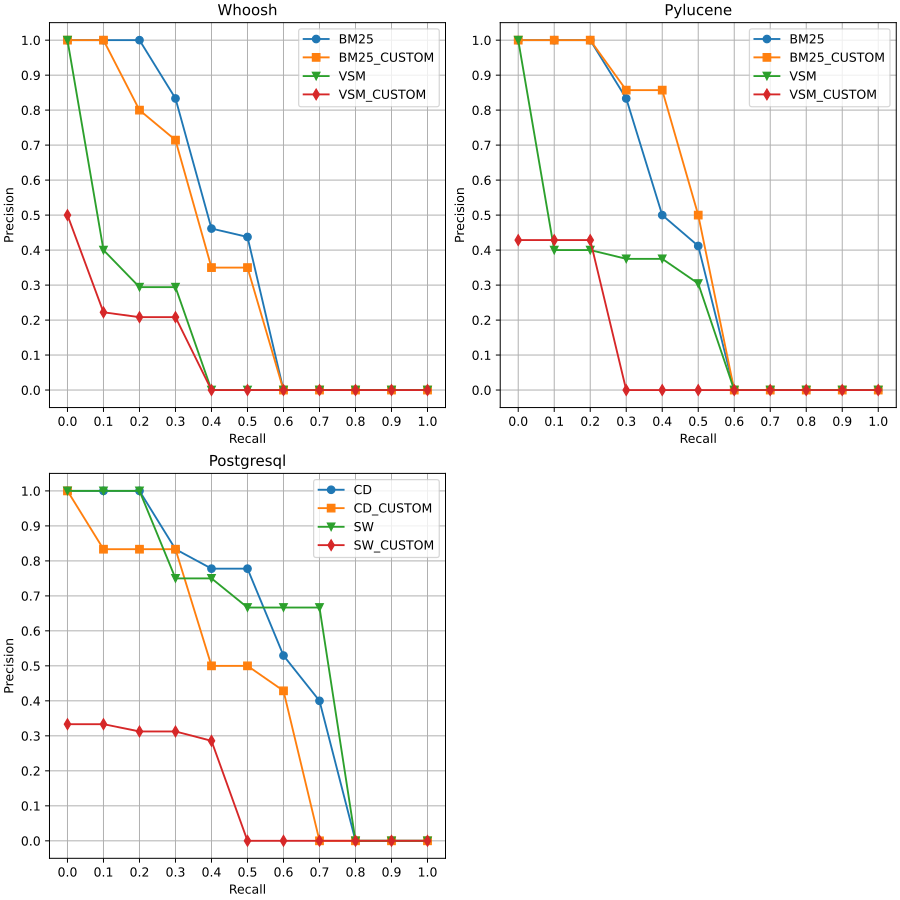 Whoosh
1.0
0.9
0.8
0.7
0.6
0.5
0.4
0.3
0.2
0.1
0.0
Precision
BM25
BM25_CUSTOM
VSM
VSM_CUSTOM
0.0 0.1 0.2 0.3 0.4 0.5 0.6 0.7 0.8 0.9 1.0
Recall
Pylucene
1.0
0.9
0.8
0.7
0.6
0.5
0.4
0.3
0.2
0.1
0.0
Precision
BM25
BM25_CUSTOM
VSM
VSM_CUSTOM
0.0 0.1 0.2 0.3 0.4 0.5 0.6 0.7 0.8 0.9 1.0
Recall
Postgresql
1.0
0.9
0.8
0.7
0.6
0.5
0.4
0.3
0.2
0.1
0.0
Precision
CD
CD_CUSTOM
SW
SW_CUSTOM
0.0 0.1 0.2 0.3 0.4 0.5 0.6 0.7 0.8 0.9 1.0
Recall